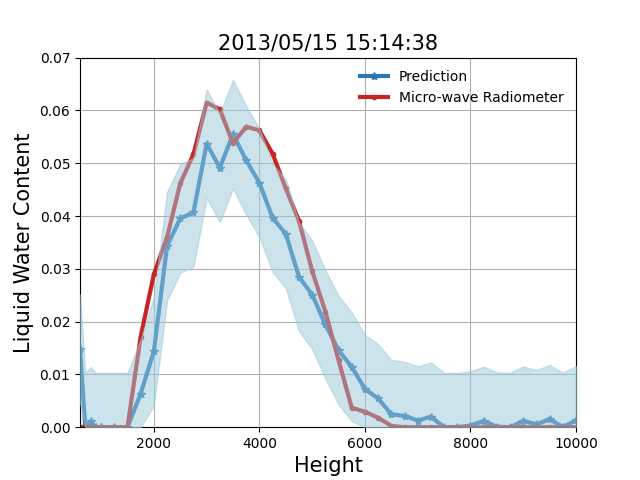 2013/05/15 15:14:38
Liquid Water Content
0.07
0.06
0.05
0.04
0.03
0.02
0.01
0.00
Prediction
Micro-wave Radiometer
2000 4000 6000 8000 10000
Height